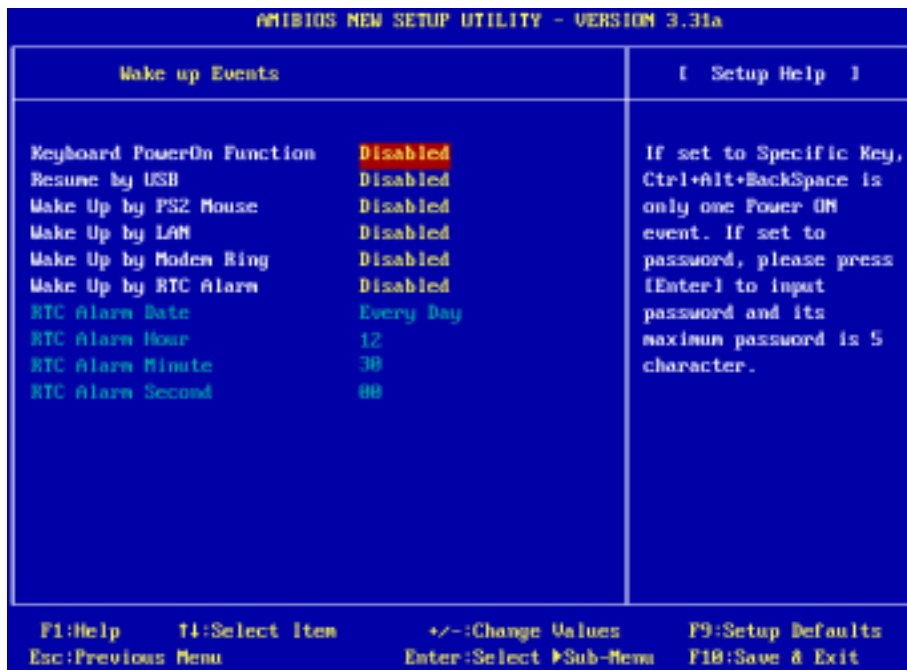 AMIBIOS NEW SETUP UTILITY - VERSION 3.31a
Wake up Events
[ Setup Help ]
Keyboard PowerOn Function Disabled
Resume by USB Disabled
Wake Up by PS2 Mouse Disabled
Wake Up by LAN Disabled
Wake Up by Modem Ring Disabled
Wake Up by RTC Alarm Disabled
RTC Alarm Date Every Day
RTC Alarm Hour 12
RTC Alarm Minute 30
RTC Alarm Second 00
If set to Specific Key,
Ctrl+Alt+BackSpace is
only one Power ON
event. If set to
password, please press
[Enter] to input
password and its
maximum password is 5
character.
F1:Help ↑↓:Select Item +/-:Change Values F9:Setup Defaults
Esc:Previous Menu Enter:Select ▶Sub-Menu F10:Save & Exit